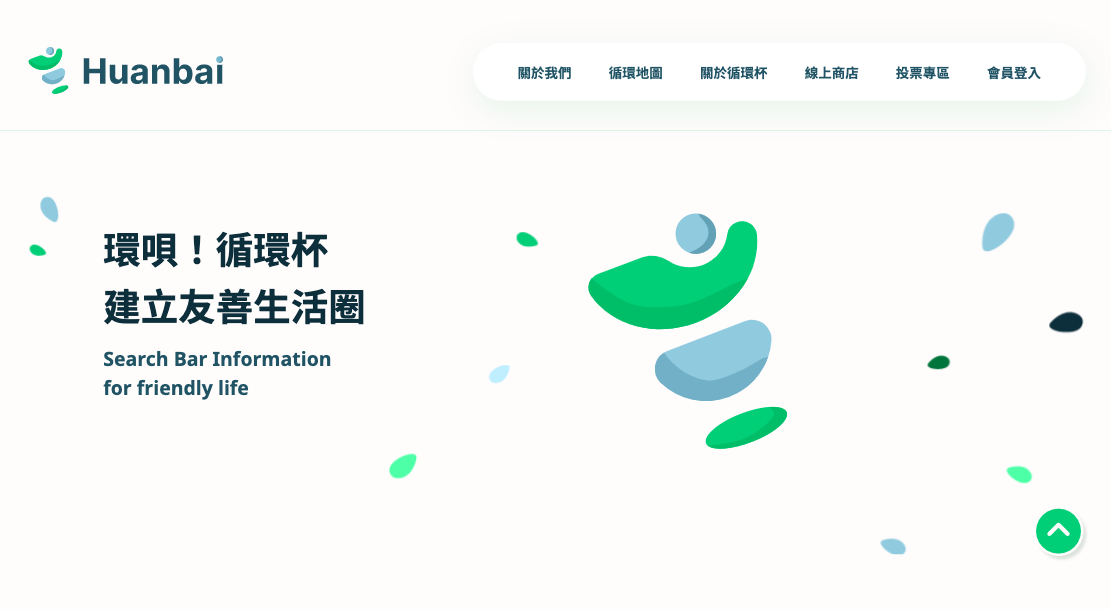 Huanbai
關於我們
循環地圖
關於循環杯
線上商店
投票專區
會員登入
環唄！循環杯
建立友善生活圈
Search Bar Information
for friendly life